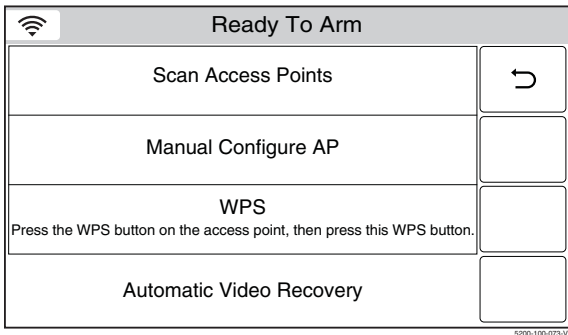 Ready To Arm
Scan Access Points
Manual Configure AP
WPS
Press the WPS button on the access point, then press this WPS button.
Automatic Video Recovery
5200-100-073-V